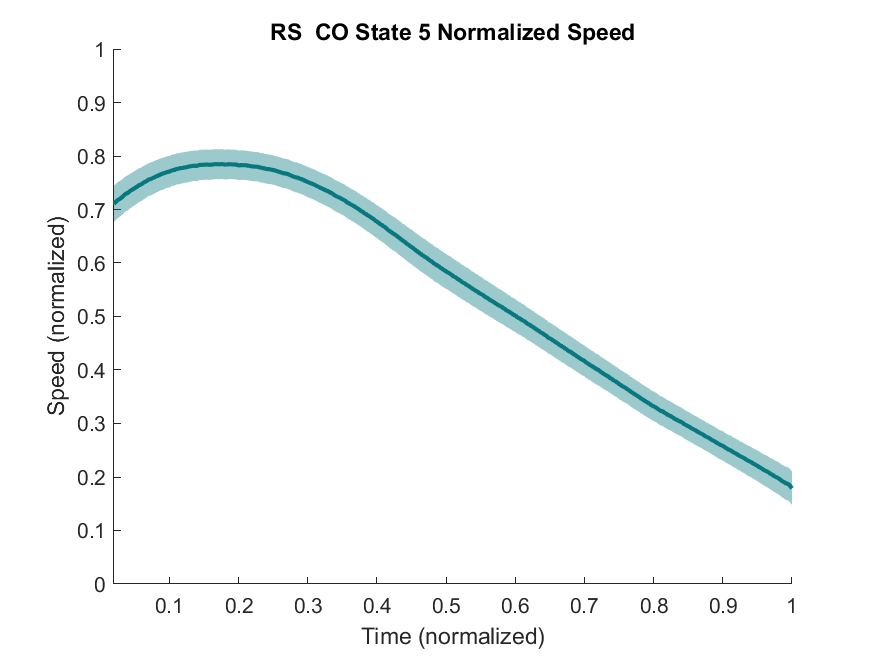 RS  CO State 5 Normalized Speed
1
0.9
0.8
0.7
0.6
0.5
0.4
0.3
0.2
0.1
0
Speed (normalized)
0.1 0.2 0.3 0.4 0.5 0.6 0.7 0.8 0.9 1
Time (normalized)